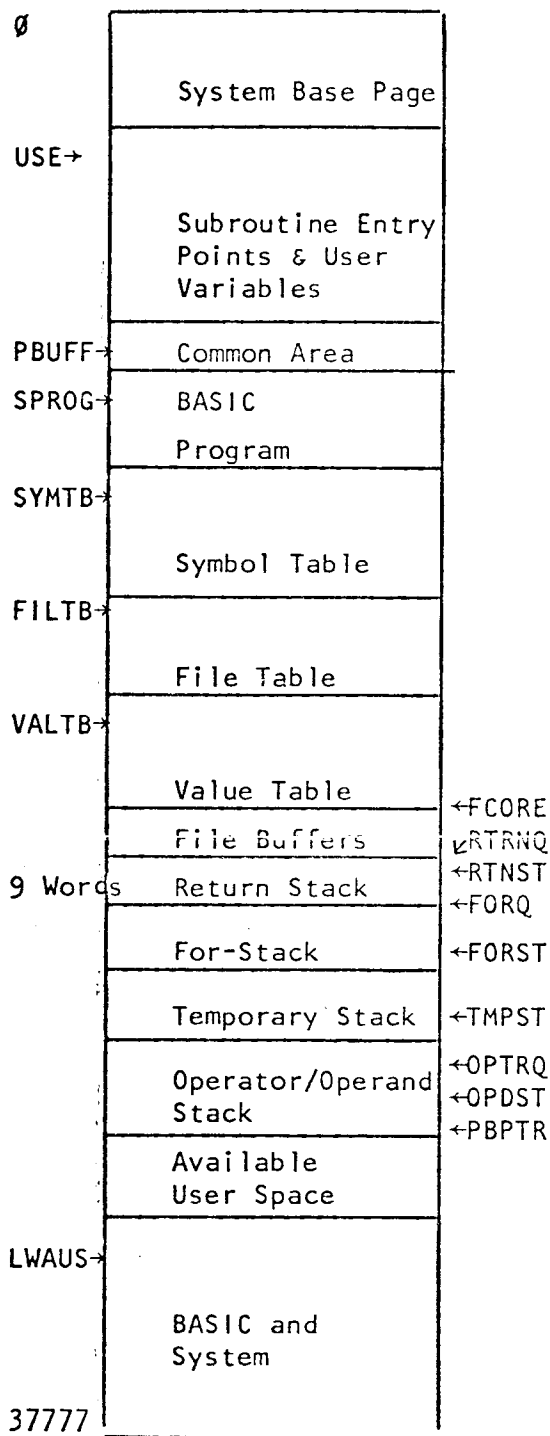 Ø
System Base Page
USE→
Subroutine Entry
Points & User
Variables
PBUFF→ Common Area
SPROG→ BASIC
Program
SYMTB→
Symbol Table
FILTB→
File Table
VALTB→
Value Table
←FCORE
File Buffers ↙RTRNQ
←RTNST
9 Words Return Stack
←FORQ
For-Stack ←FORST
Temporary Stack ←TMPST
←OPTRQ
Operator/Operand
←OPDST
Stack
←PBPTR
Available
User Space
LWAUS→
BASIC and
System
37777